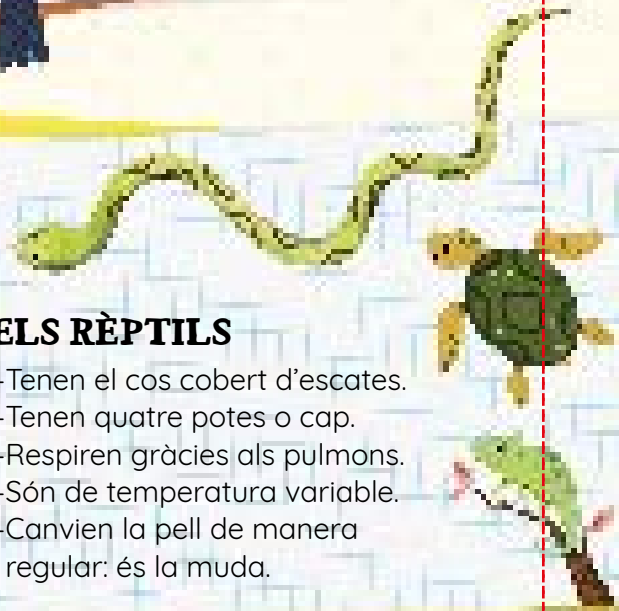 ELS RÈPTILS
-Tenen el cos cobert d’escates.
-Tenen quatre potes o cap.
-Respiren gràcies als pulmons.
-Són de temperatura variable.
-Canvien la pell de manera
regular: és la muda.